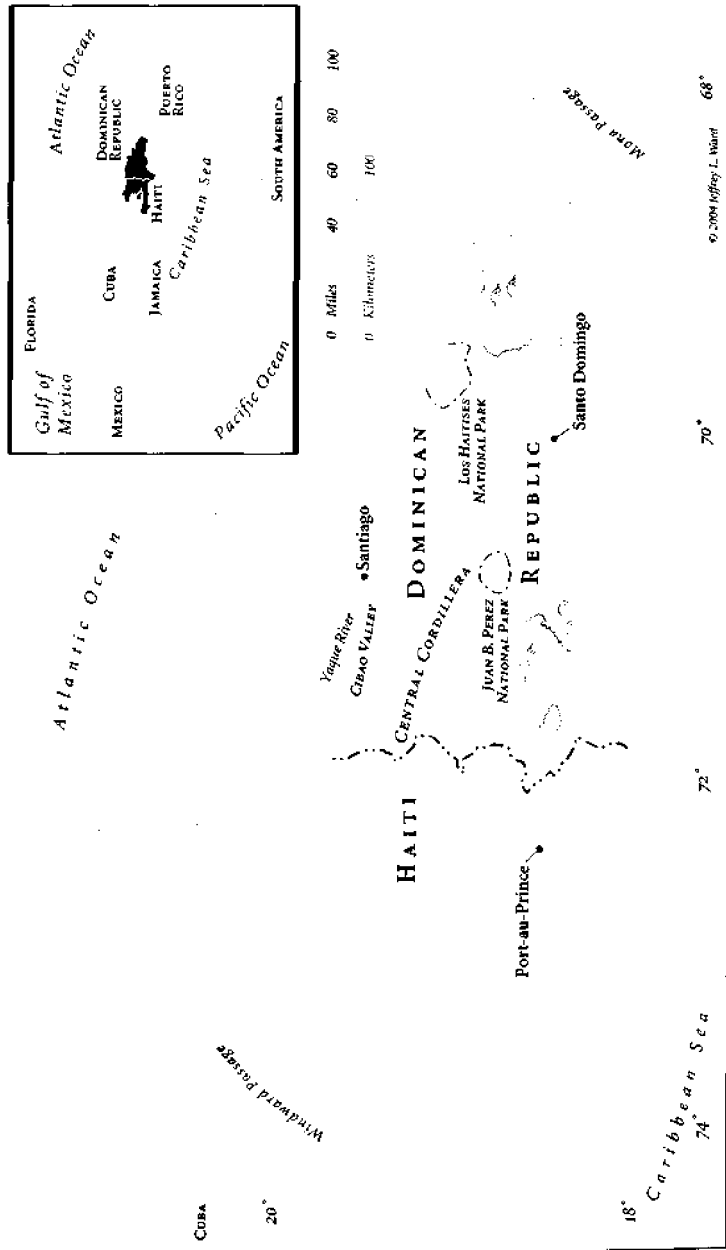 Gulf of
Mexico
FLORIDA
Atlantic Ocean
MEXICO
CUBA
DOMINICAN
REPUBLIC
JAMAICA
HAITI
PUERTO
RICO
Caribbean Sea
Pacific Ocean
SOUTH AMERICA
Atlantic Ocean
0 Miles 40 60 80 100
0 Kilometers 100
CUBA
20°
Windward Passage
Yaque River
CIBAO VALLEY
Santiago
HAITI
CENTRAL CORDILLERA
DOMINICAN
REPUBLIC
LOS HAITISES
NATIONAL PARK
JUAN B. PEREZ
NATIONAL PARK
Port-au-Prince
Santo Domingo
Mona Passage
18°
Caribbean Sea
74°
72°
70°
68°
© 2004 Jeffrey L. Ward